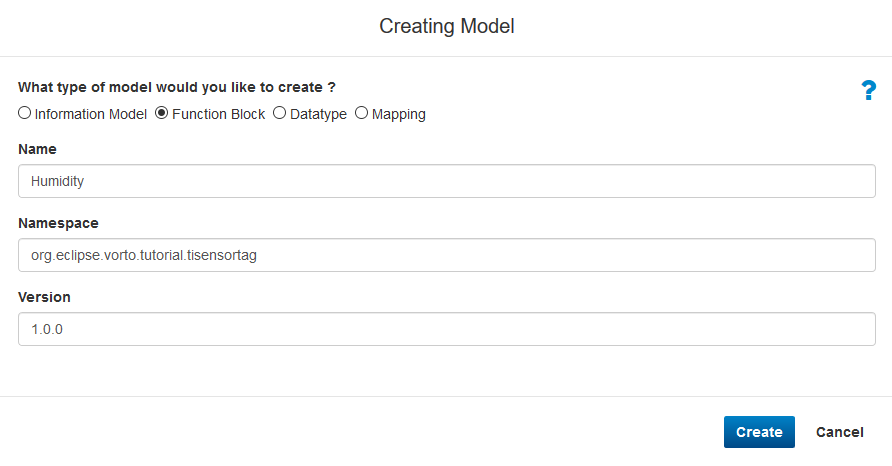 Creating Model
What type of model would you like to create ?
?
Information Model Function Block Datatype Mapping
Name
Humidity
Namespace
org.eclipse.vorto.tutorial.tisensortag
Version
1.0.0
Create Cancel